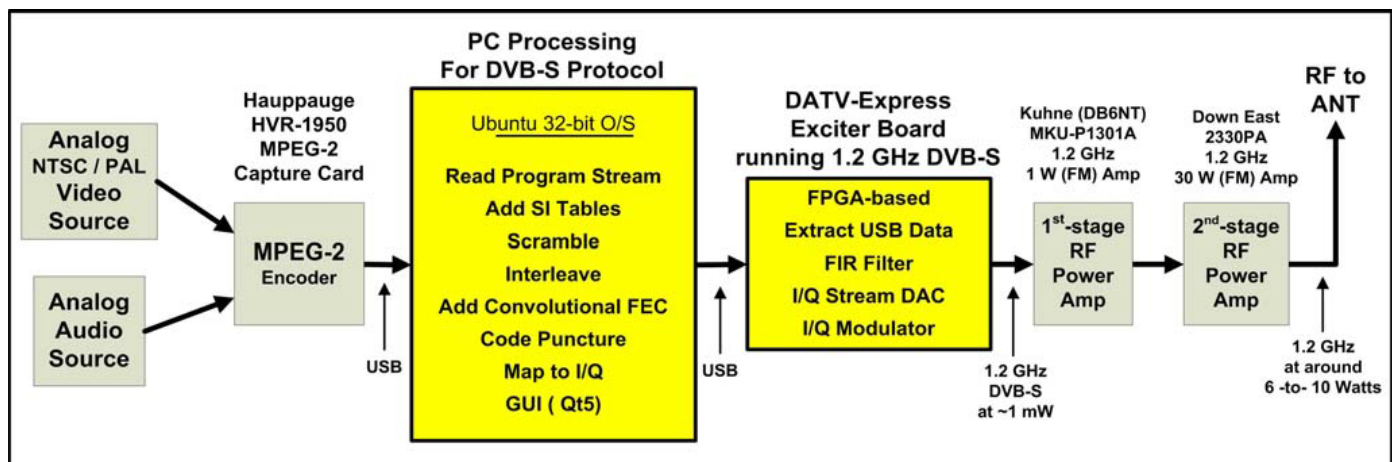 Analog
NTSC / PAL
Video
Source
Analog
Audio
Source
Hauppauge
HVR-1950
MPEG-2
Capture Card
MPEG-2
Encoder
USB
PC Processing
For DVB-S Protocol
Ubuntu 32-bit O/S
Read Program Stream
Add SI Tables
Scramble
Interleave
Add Convolutional FEC
Code Puncture
Map to I/Q
GUI ( Qt5)
USB
DATV-Express
Exciter Board
running 1.2 GHz DVB-S
FPGA-based
Extract USB Data
FIR Filter
I/Q Stream DAC
I/Q Modulator
1.2 GHz
DVB-S
at ~1 mW
Kuhne (DB6NT)
MKU-P1301A
1.2 GHz
1 W (FM) Amp
1st-stage
RF
Power
Amp
Down East
2330PA
1.2 GHz
30 W (FM) Amp
2nd-stage
RF
Power
Amp
RF to
ANT
1.2 GHz
at around
6 -to- 10 Watts